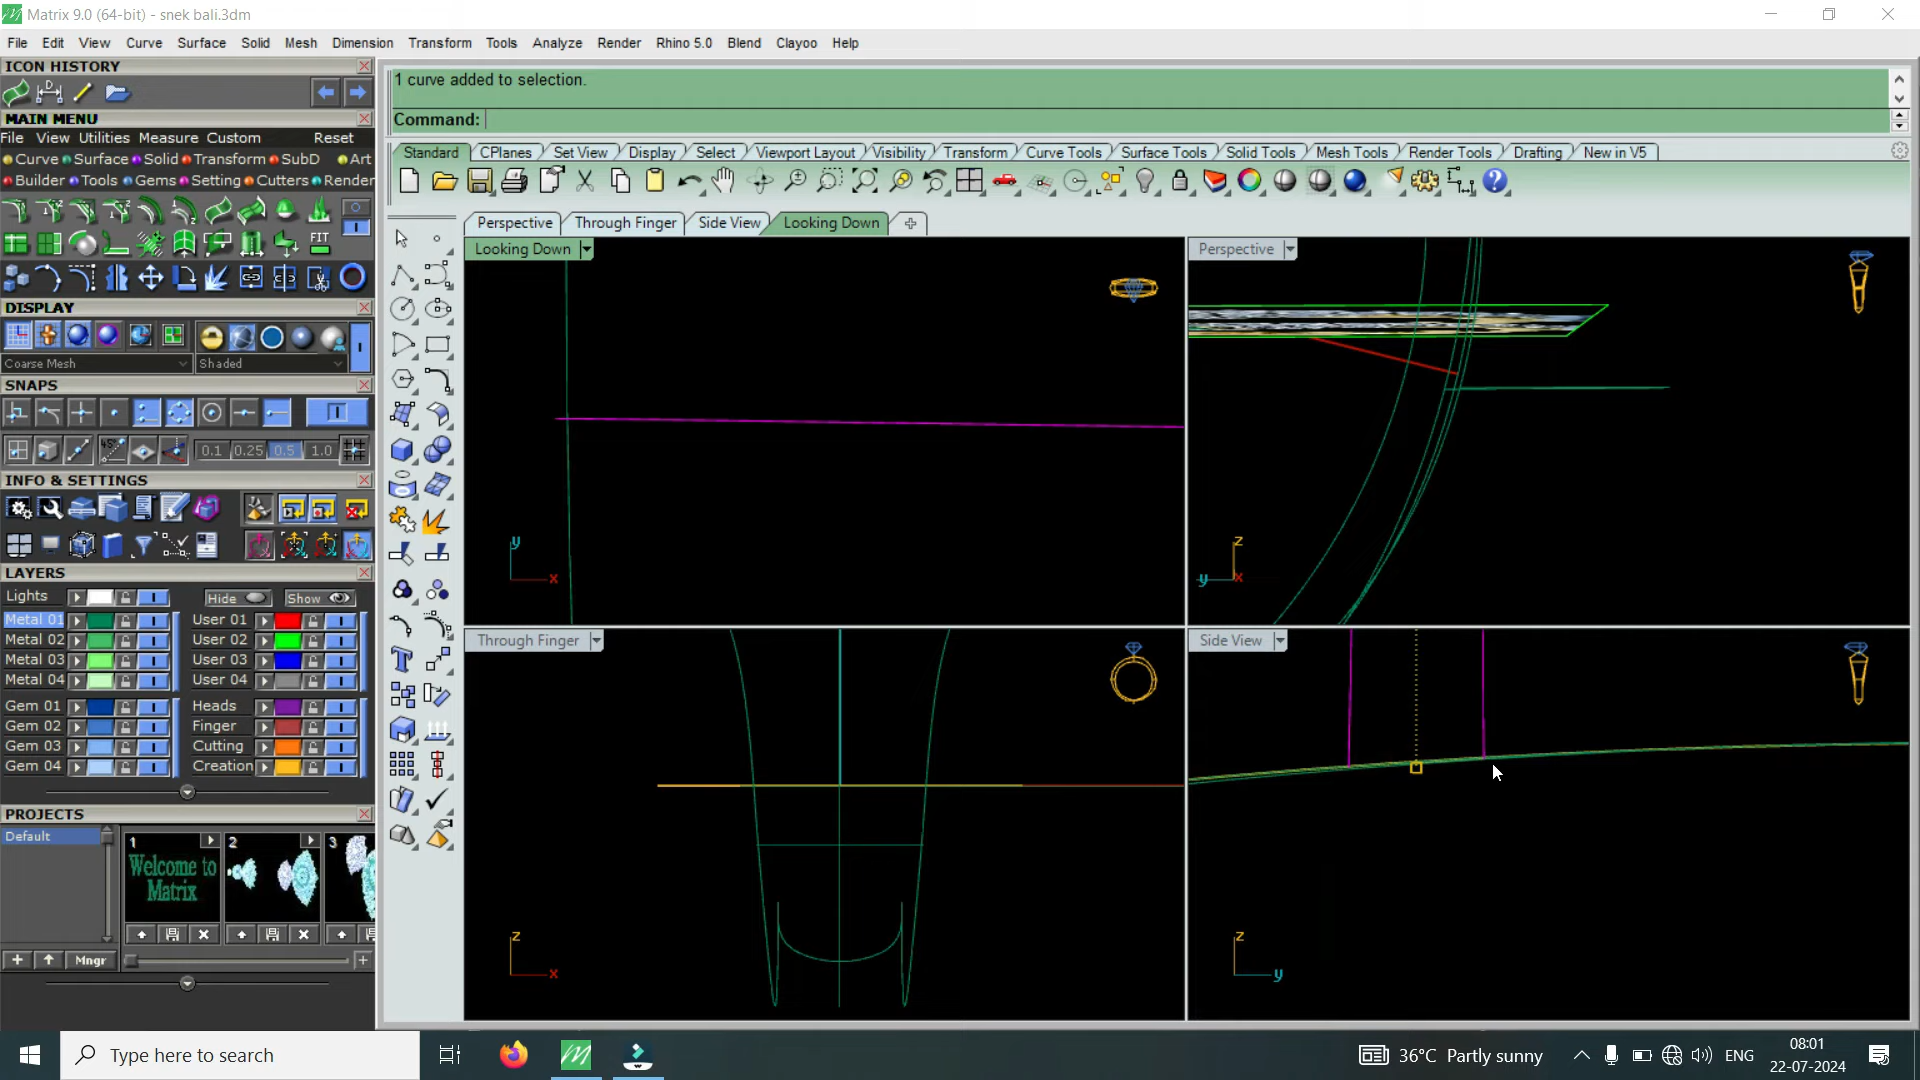 Matrix 9.0 (64-bit) - snek bali.3dm
File Edit View Curve Surface Solid Mesh Dimension Transform Tools Analyze Render Rhino 5.0 Blend Clayoo Help
ICON HISTORY
1 curve added to selection.
Command:
MAIN MENU
File View Utilities Measure Custom Reset
Curve Surface Solid Transform SubD Art
Builder Tools Gems Setting Cutters Render
Standard CPlanes Set View Display Select Viewport Layout Visibility Transform Curve Tools Surface Tools Solid Tools Mesh Tools Render Tools Drafting New in V5
Perspective Through Finger Side View Looking Down
Looking Down
Perspective
FIT
DISPLAY
Coarse Mesh Shaded
SNAPS
0.1 0.25 0.5 1.0
INFO & SETTINGS
LAYERS
Lights Hide Show
Metal 01 User 01
Metal 02 User 02
Metal 03 User 03
Metal 04 User 04
Gem 01 Heads
Gem 02 Finger
Gem 03 Cutting
Gem 04 Creation
y
x
z
y
x
Through Finger
Side View
z
x
z
y
PROJECTS
Default
1
2
3
Welcome to
Matrix
Mngr
Type here to search
36°C Partly sunny
ENG
08:01
22-07-2024